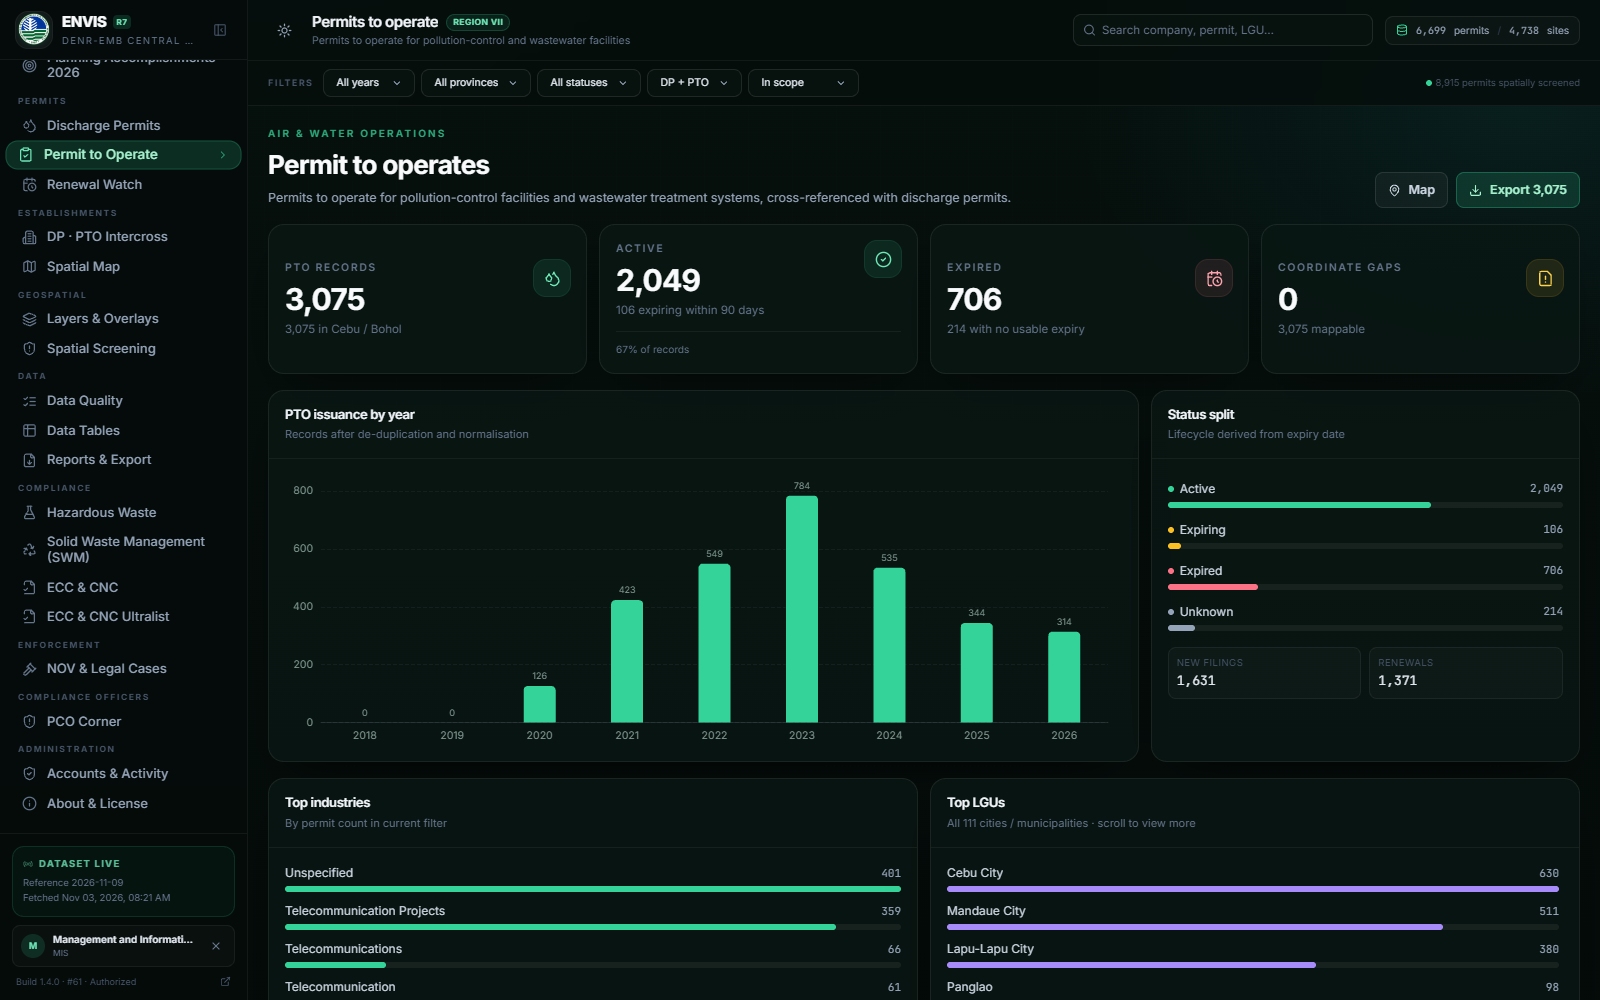 ENVIS R7
DENR-EMB CENTRAL ...
Planning Accomplishments
2026
PERMITS
Discharge Permits
Permit to Operate
Renewal Watch
ESTABLISHMENTS
DP · PTO Intercross
Spatial Map
GEOSPATIAL
Layers & Overlays
Spatial Screening
DATA
Data Quality
Data Tables
Reports & Export
COMPLIANCE
Hazardous Waste
Solid Waste Management
(SWM)
ECC & CNC
ECC & CNC Ultralist
ENFORCEMENT
NOV & Legal Cases
COMPLIANCE OFFICERS
PCO Corner
ADMINISTRATION
Accounts & Activity
About & License
DATASET LIVE
Reference 2026-11-09
Fetched Nov 03, 2026, 08:21 AM
M
Management and Informati...
MIS
Build 1.4.0 · #61 · Authorized
Permits to operate REGION VII
Permits to operate for pollution-control and wastewater facilities
Search company, permit, LGU...
6,699 permits / 4,738 sites
FILTERS All years All provinces All statuses DP + PTO In scope
8,915 permits spatially screened
AIR & WATER OPERATIONS
Permit to operates
Permits to operate for pollution-control facilities and wastewater treatment systems, cross-referenced with discharge permits.
Map
Export 3,075
PTO RECORDS
3,075
3,075 in Cebu / Bohol
ACTIVE
2,049
106 expiring within 90 days
67% of records
EXPIRED
706
214 with no usable expiry
COORDINATE GAPS
0
3,075 mappable
PTO issuance by year
Records after de-duplication and normalisation
800
600
400
200
0
0
0
126
423
549
784
535
344
314
2018 2019 2020 2021 2022 2023 2024 2025 2026
Status split
Lifecycle derived from expiry date
Active 2,049
Expiring 106
Expired 706
Unknown 214
NEW FILINGS
1,631
RENEWALS
1,371
Top industries
By permit count in current filter
Unspecified 401
Telecommunication Projects 359
Telecommunications 66
Telecommunication 61
Top LGUs
All 111 cities / municipalities · scroll to view more
Cebu City 630
Mandaue City 511
Lapu-Lapu City 380
Panglao 98